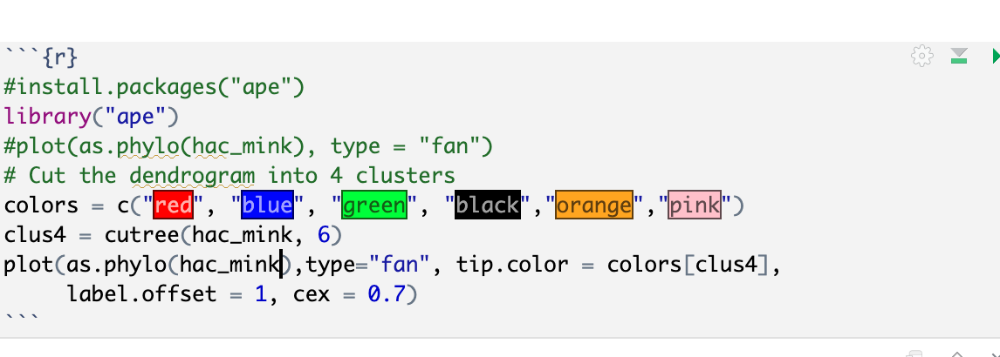 ```{r}
#install.packages("ape")
library("ape")
#plot(as.phylo(hac_mink), type = "fan")
# Cut the dendrogram into 4 clusters
colors = c("red", "blue", "green", "black","orange","pink")
clus4 = cutree(hac_mink, 6)
plot(as.phylo(hac_mink),type="fan", tip.color = colors[clus4],
     label.offset = 1, cex = 0.7)
```